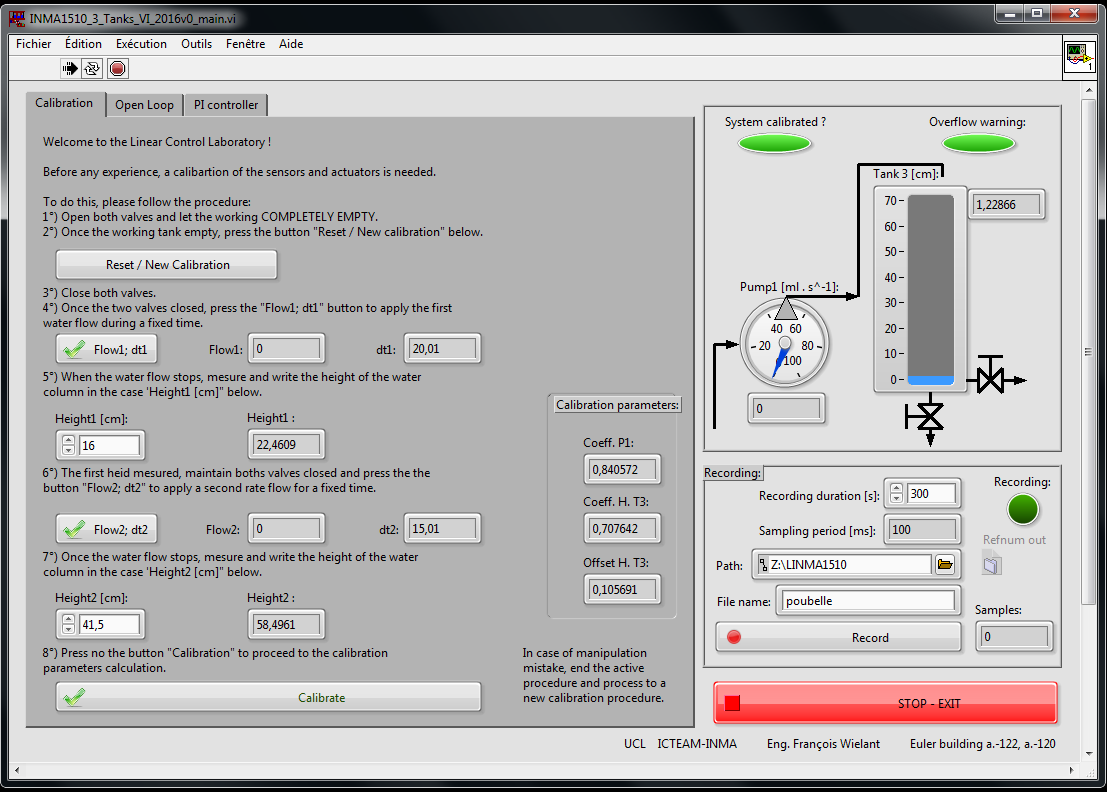 INMA1510_3_Tanks_VI_2016v0_main.vi
Fichier Édition Exécution Outils Fenêtre Aide
1
Calibration Open Loop PI controller
Welcome to the Linear Control Laboratory !
Before any experience, a calibartion of the sensors and actuators is needed.
To do this, please follow the procedure:
1°) Open both valves and let the working COMPLETELY EMPTY.
2°) Once the working tank empty, press the button "Reset / New calibration" below.
Reset / New Calibration
3°) Close both valves.
4°) Once the two valves closed, press the "Flow1; dt1" button to apply the first
water flow during a fixed time.
Flow1; dt1 Flow1: 0 dt1: 20,01
5°) When the water flow stops, mesure and write the height of the water
column in the case 'Height1 [cm]" below.
Height1 [cm]: Height1 :
16 22,4609
6°) The first heid mesured, maintain boths valves closed and press the the
button "Flow2; dt2" to apply a second rate flow for a fixed time.
Flow2; dt2 Flow2: 0 dt2: 15,01
7°) Once the water flow stops, mesure and write the height of the water
column in the case 'Height2 [cm]" below.
Height2 [cm]: Height2 :
41,5 58,4961
8°) Press no the button "Calibration" to proceed to the calibration
parameters calculation.
Calibrate
Calibration parameters:
Coeff. P1:
0,840572
Coeff. H. T3:
0,707642
Offset H. T3:
0,105691
In case of manipulation
mistake, end the active
procedure and process to a
new calibration procedure.
System calibrated ? Overflow warning:
Tank 3 [cm]:
1,22866
70
60
50
40
30
20
10
0
Pump1 [ml . s^-1]:
40 60
20 80
100
0
Recording:
Recording duration [s]: 300
Recording:
Sampling period [ms]: 100
Refnum out
Path: Z:\LINMA1510
File name: poubelle
Samples:
Record 0
STOP - EXIT
UCL ICTEAM-INMA Eng. François Wielant Euler building a.-122, a.-120